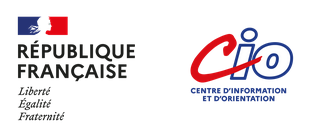 RÉPUBLIQUE
FRANÇAISE
Liberté
Égalité
Fraternité
cio
CENTRE D'INFORMATION
ET D'ORIENTATION